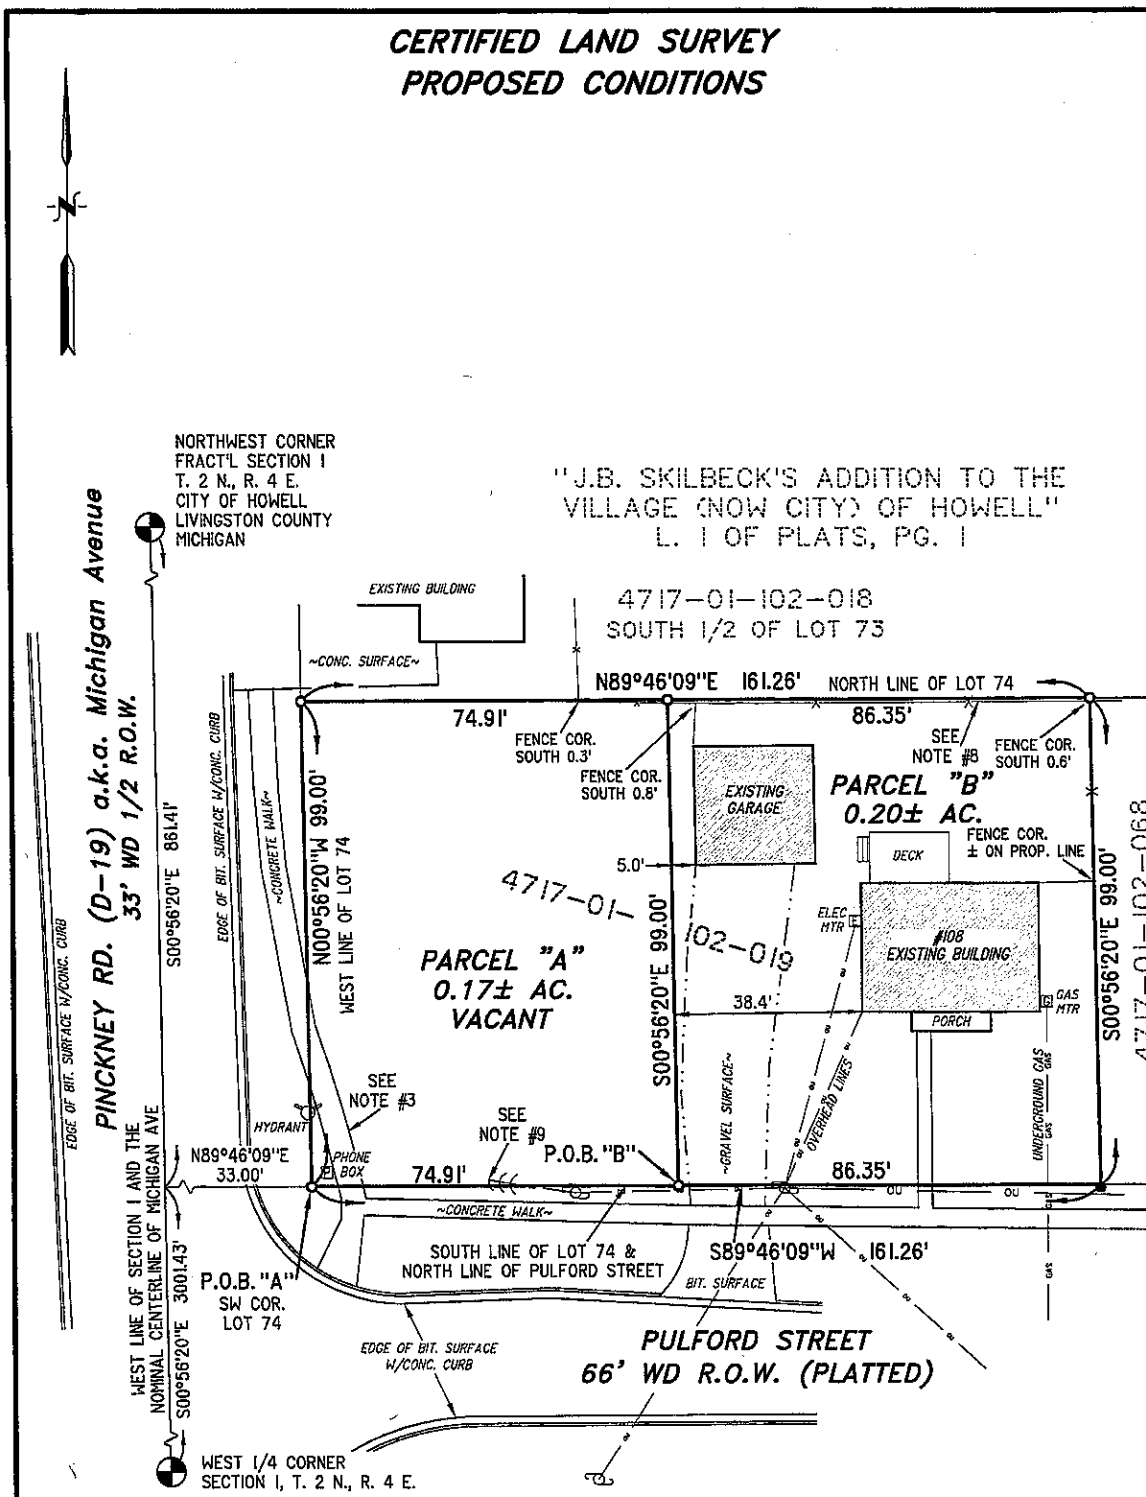 CERTIFIED LAND SURVEY
PROPOSED CONDITIONS
N
NORTHWEST CORNER
FRACT'L SECTION 1
T. 2 N., R. 4 E.
CITY OF HOWELL
LIVINGSTON COUNTY
MICHIGAN
"J.B. SKILBECK'S ADDITION TO THE
VILLAGE (NOW CITY) OF HOWELL"
L. 1 OF PLATS, PG. 1
EXISTING BUILDING
4717-01-102-018
SOUTH 1/2 OF LOT 73
~CONC. SURFACE~
N89°46'09"E 161.26'
NORTH LINE OF LOT 74
74.91'
86.35'
FENCE COR.
SOUTH 0.3'
FENCE COR.
SOUTH 0.8'
SEE
NOTE #8
FENCE COR.
SOUTH 0.6'
PINCKNEY RD. (D-19) a.k.a. Michigan Avenue
33' WD 1/2 R.O.W.
S00°56'20"E 861.41'
EDGE OF BIT. SURFACE W/CONC. CURB
EDGE OF BIT. SURFACE W/CONC. CURB
~CONCRETE WALK~
N00°56'20"W 99.00'
WEST LINE OF LOT 74
EXISTING
GARAGE
PARCEL "B"
0.20± AC.
FENCE COR.
± ON PROP. LINE
DECK
5.0'
4717-01-
102-019
ELEC
MTR
E
#108
EXISTING BUILDING
S00°56'20"E 99.00'
S00°56'20"E 99.00'
4717-01-102-068
PARCEL "A"
0.17± AC.
VACANT
38.4'
G
GAS
MTR
PORCH
SEE
NOTE #3
HYDRANT
SEE
NOTE #9
~GRAVEL SURFACE~
OVERHEAD LINES
UNDERGROUND GAS
GAS
GAS
GAS
WEST LINE OF SECTION 1 AND THE
NOMINAL CENTERLINE OF MICHIGAN AVE
N89°46'09"E
33.00'
P
PHONE
BOX
74.91'
P.O.B. "B"
86.35'
OU
OU
~CONCRETE WALK~
S89°46'09"W 161.26'
SOUTH LINE OF LOT 74 &
NORTH LINE OF PULFORD STREET
BIT. SURFACE
GAS
P.O.B. "A"
SW COR.
LOT 74
S00°56'20"E 3001.43'
EDGE OF BIT. SURFACE
W/CONC. CURB
PULFORD STREET
66' WD R.O.W. (PLATTED)
WEST 1/4 CORNER
SECTION 1, T. 2 N., R. 4 E.